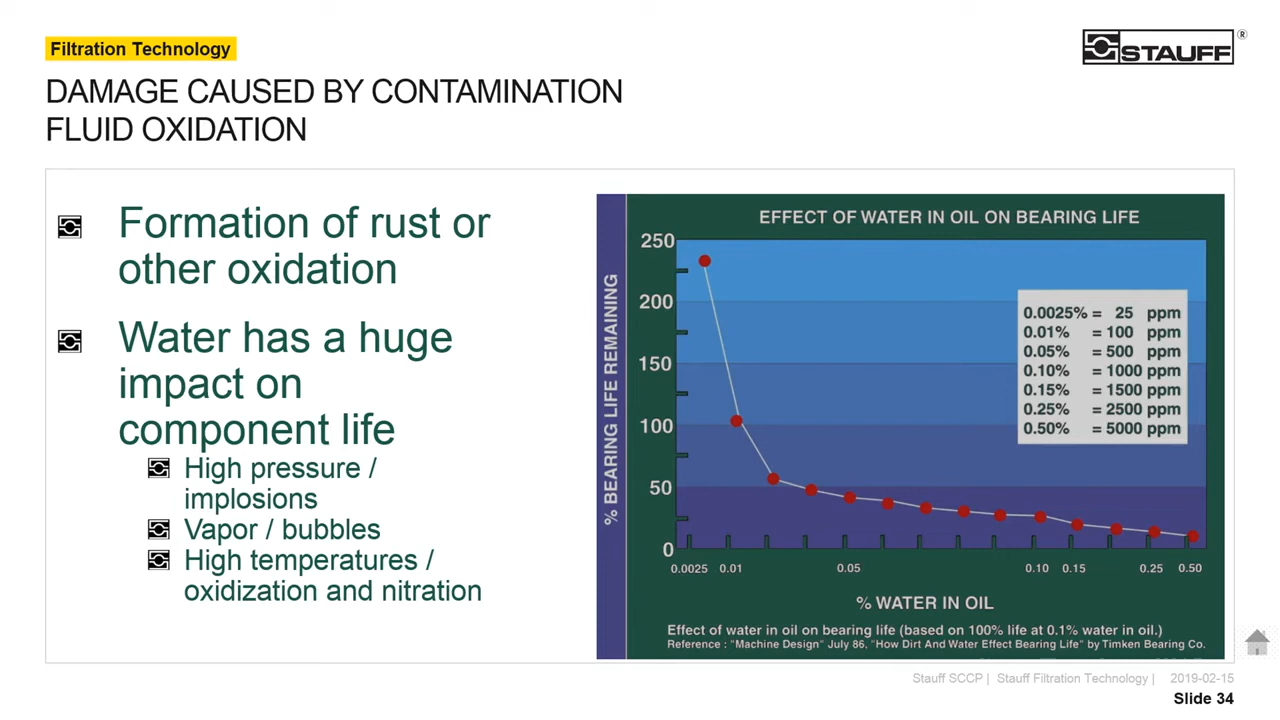 Filtration Technology
STAUFF®
DAMAGE CAUSED BY CONTAMINATION
FLUID OXIDATION
Formation of rust or
other oxidation
Water has a huge
impact on
component life
High pressure /
implosions
Vapor / bubbles
High temperatures /
oxidization and nitration
EFFECT OF WATER IN OIL ON BEARING LIFE
% BEARING LIFE REMAINING
250
200
150
100
50
0
0.0025% = 25 ppm
0.01% = 100 ppm
0.05% = 500 ppm
0.10% = 1000 ppm
0.15% = 1500 ppm
0.25% = 2500 ppm
0.50% = 5000 ppm
0.0025 0.01 0.05 0.10 0.15 0.25 0.50
% WATER IN OIL
Effect of water in oil on bearing life (based on 100% life at 0.1% water in oil.)
Reference : "Machine Design" July 86, "How Dirt And Water Effect Bearing Life" by Timken Bearing Co.
Stauff SCCP | Stauff Filtration Technology | 2019-02-15
Slide 34